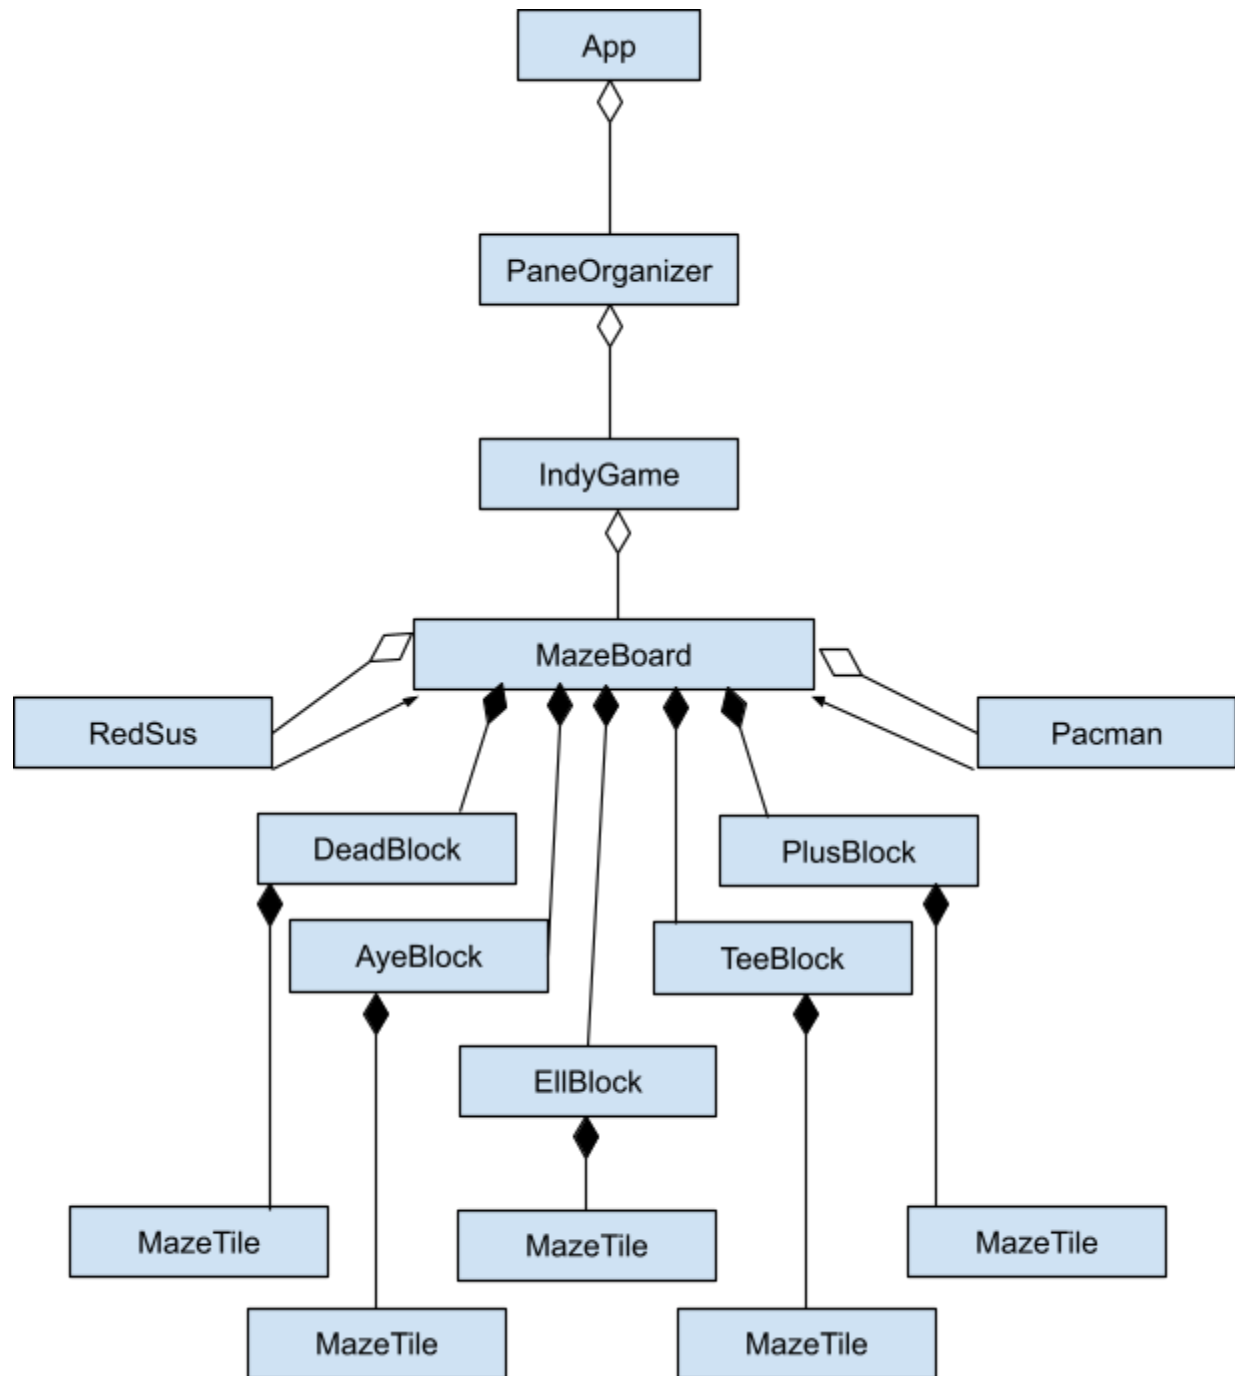 App
PaneOrganizer
IndyGame
MazeBoard
RedSus
Pacman
DeadBlock
PlusBlock
AyeBlock
TeeBlock
EllBlock
MazeTile
MazeTile
MazeTile
MazeTile
MazeTile